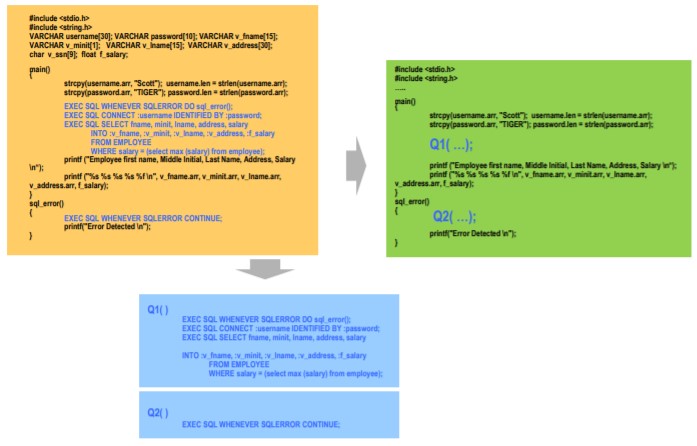 #include <stdio.h>
#include <string.h>
VARCHAR username[30]; VARCHAR password[10]; VARCHAR v_fname[15];
VARCHAR v_minit[1]; VARCHAR v_lname[15]; VARCHAR v_address[30];
char v_ssn[9]; float f_salary;
main()
{
strcpy(username.arr, "Scott"); username.len = strlen(username.arr);
strcpy(password.arr, "TIGER"); password.len = strlen(password.arr);
EXEC SQL WHENEVER SQLERROR DO sql_error();
EXEC SQL CONNECT :username IDENTIFIED BY :password;
EXEC SQL SELECT fname, minit, lname, address, salary
INTO :v_fname, :v_minit, :v_lname, :v_address, :f_salary
FROM EMPLOYEE
WHERE salary = (select max (salary) from employee);
printf ("Employee first name, Middle Initial, Last Name, Address, Salary
\n");
printf ("%s %s %s %s %f \n", v_fname.arr, v_minit.arr, v_lname.arr,
v_address.arr, f_salary);
}
sql_error()
{
EXEC SQL WHENEVER SQLERROR CONTINUE;
printf("Error Detected \n");
}
#include <stdio.h>
#include <string.h>
.....
main()
{
strcpy(username.arr, "Scott"); username.len = strlen(username.arr);
strcpy(password.arr, "TIGER"); password.len = strlen(password.arr);
Q1( ...);
printf ("Employee first name, Middle Initial, Last Name, Address, Salary \n");
printf ("%s %s %s %s %f \n", v_fname.arr, v_minit.arr, v_lname.arr,
v_address.arr, f_salary);
}
sql_error()
{
Q2( ...);
printf("Error Detected \n");
}
Q1( )
EXEC SQL WHENEVER SQLERROR DO sql_error();
EXEC SQL CONNECT :username IDENTIFIED BY :password;
EXEC SQL SELECT fname, minit, lname, address, salary
INTO :v_fname, :v_minit, :v_lname, :v_address, :f_salary
FROM EMPLOYEE
WHERE salary = (select max (salary) from employee);
Q2( )
EXEC SQL WHENEVER SQLERROR CONTINUE;